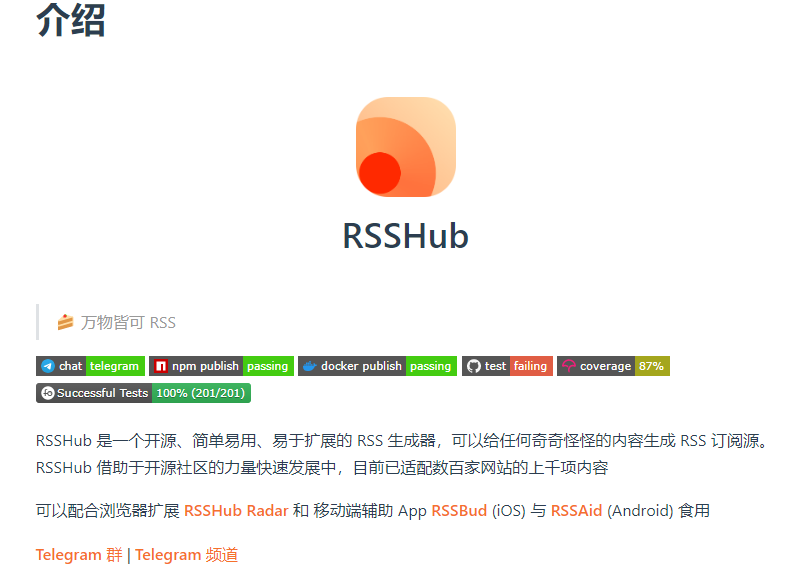 介绍
RSSHub
🍰 万物皆可 RSS
chat telegram npm publish passing docker publish passing test failing coverage 87%
Successful Tests 100% (201/201)
RSSHub 是一个开源、简单易用、易于扩展的 RSS 生成器，可以给任何奇奇怪怪的内容生成 RSS 订阅源。
RSSHub 借助于开源社区的力量快速发展中，目前已适配数百家网站的上千项内容
可以配合浏览器扩展 RSSHub Radar 和 移动端辅助 App RSSBud (iOS) 与 RSSAid (Android) 食用
Telegram 群 | Telegram 频道